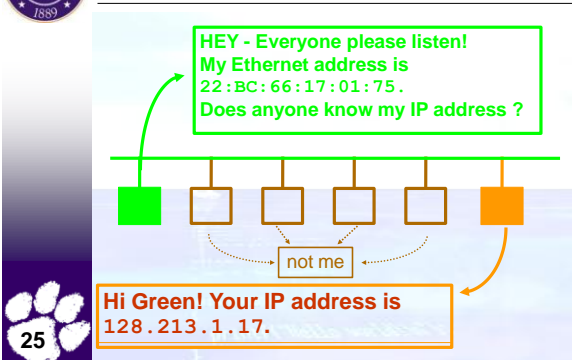 1889
HEY - Everyone please listen!
My Ethernet address is
22:BC:66:17:01:75.
Does anyone know my IP address ?
not me
Hi Green! Your IP address is
128.213.1.17.
25